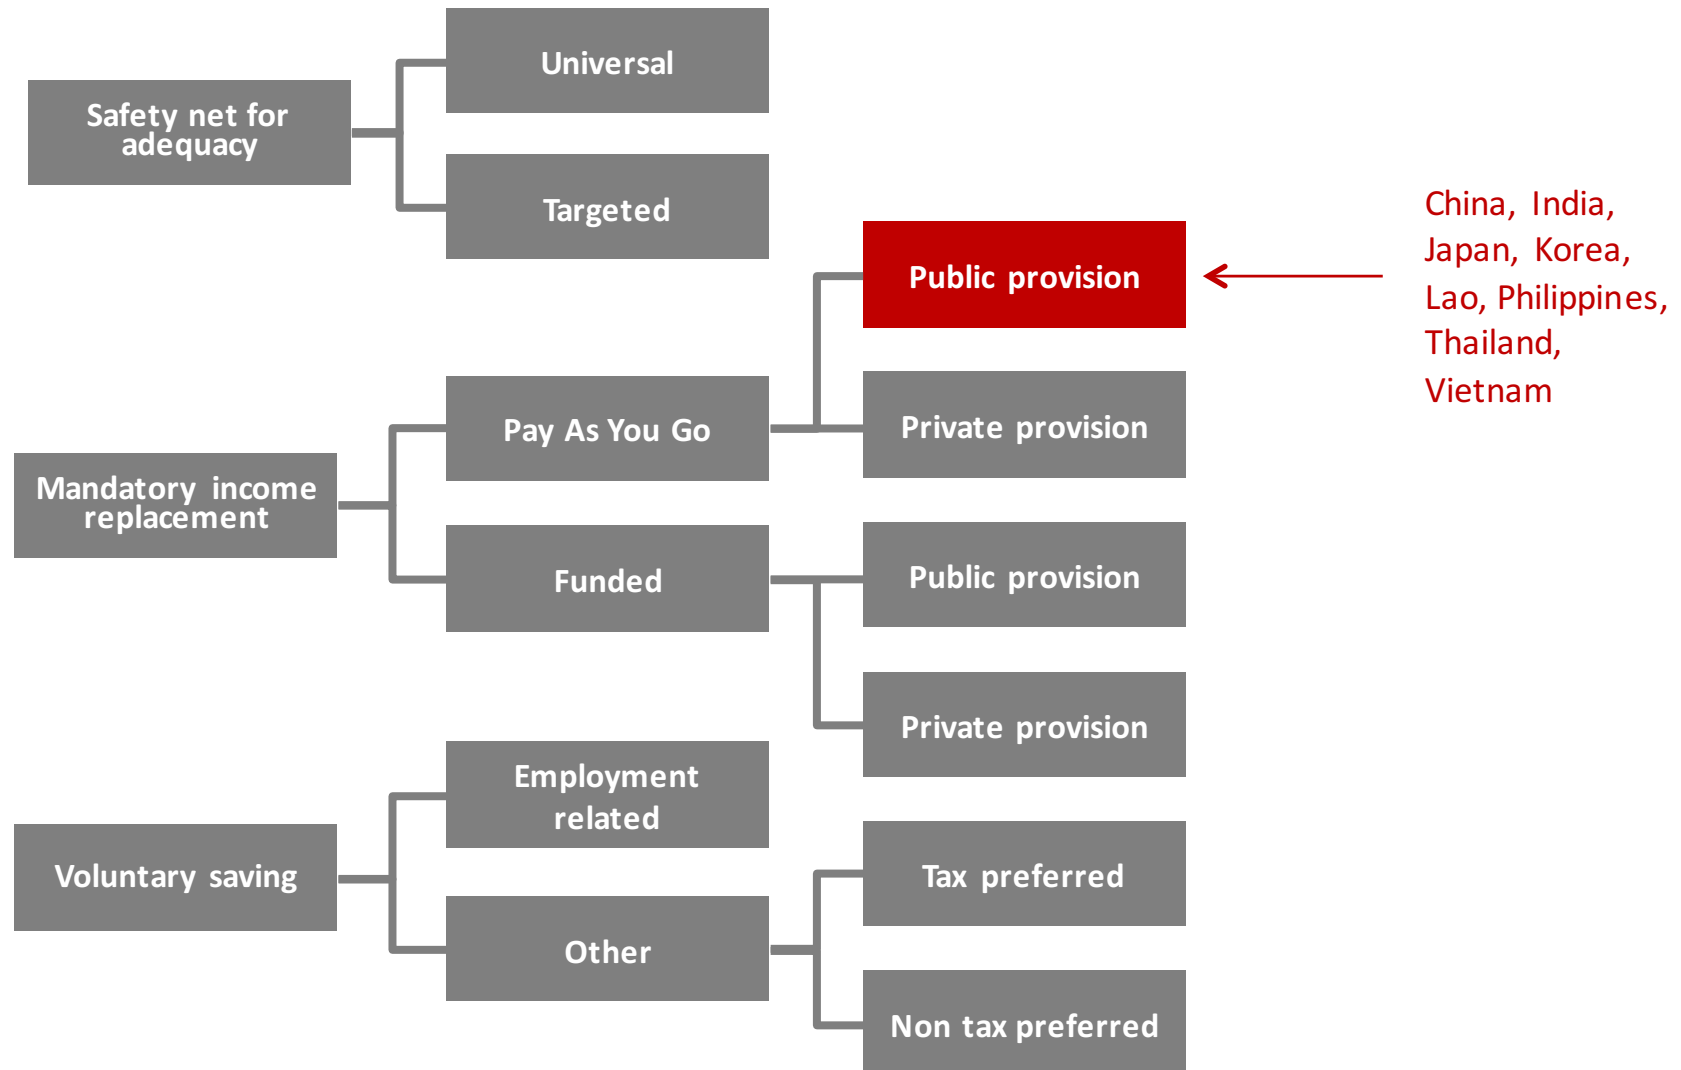 Universal
Safety net for
adequacy
Targeted
Public provision
China, India,
Japan, Korea,
Lao, Philippines,
Thailand,
Vietnam
Pay As You Go
Private provision
Mandatory income
replacement
Funded
Public provision
Private provision
Employment
related
Voluntary saving
Tax preferred
Other
Non tax preferred